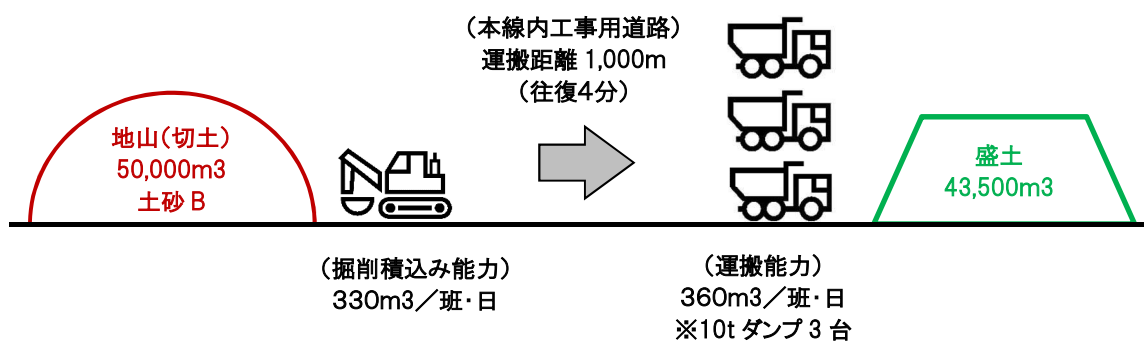 (本線内工事用道路)
運搬距離 1,000m
(往復4分)
地山(切土)
50,000m3
土砂 B
盛土
43,500m3
(掘削積込み能力)
330m3/班・日
(運搬能力)
360m3/班・日
※10t ダンプ 3 台